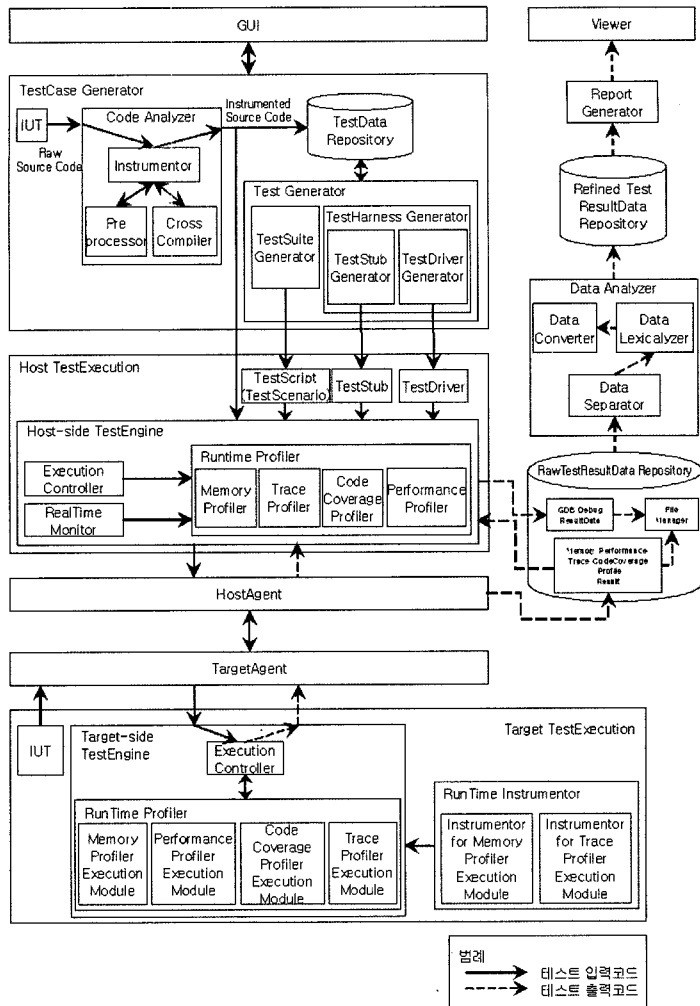 GUI
TestCase Generator
IUT
Raw
Source Code
Code Analyzer
Instrumentor
Pre
processor
Cross
Compiler
Instrumented
Source Code
TestData
Repository
Test Generator
TestSuite
Generator
TestHarness Generator
TestStub
Generator
TestDriver
Generator
Host TestExecution
TestScript
(TestScenario)
TestStub
TestDriver
Host-side TestEngine
Execution
Controller
RealTime
Monitor
Runtime Profiler
Memory
Profiler
Trace
Profiler
Code
Coverage
Profiler
Performance
Profiler
HostAgent
TargetAgent
IUT
Target-side
TestEngine
Execution
Controller
Target TestExecution
RunTime Profiler
Memory
Profiler
Execution
Module
Performance
Profiler
Execution
Module
Code
Coverage
Profiler
Execution
Module
Trace
Profiler
Execution
Module
RunTime Instrumentor
Instrumentor
for Memory
Profiler
Execution
Module
Instrumentor
for Trace
Profiler
Execution
Module
Viewer
Report
Generator
Refined Test
ResultData
Repository
Data Analyzer
Data
Converter
Data
Lexicalyzer
Data
Separator
RawTestResultData Repository
GDB Debug
ResultData
File
Manager
Memory Performance
Trace CodeCoverage
Profile
Result
범례
테스트 입력코드
테스트 출력코드